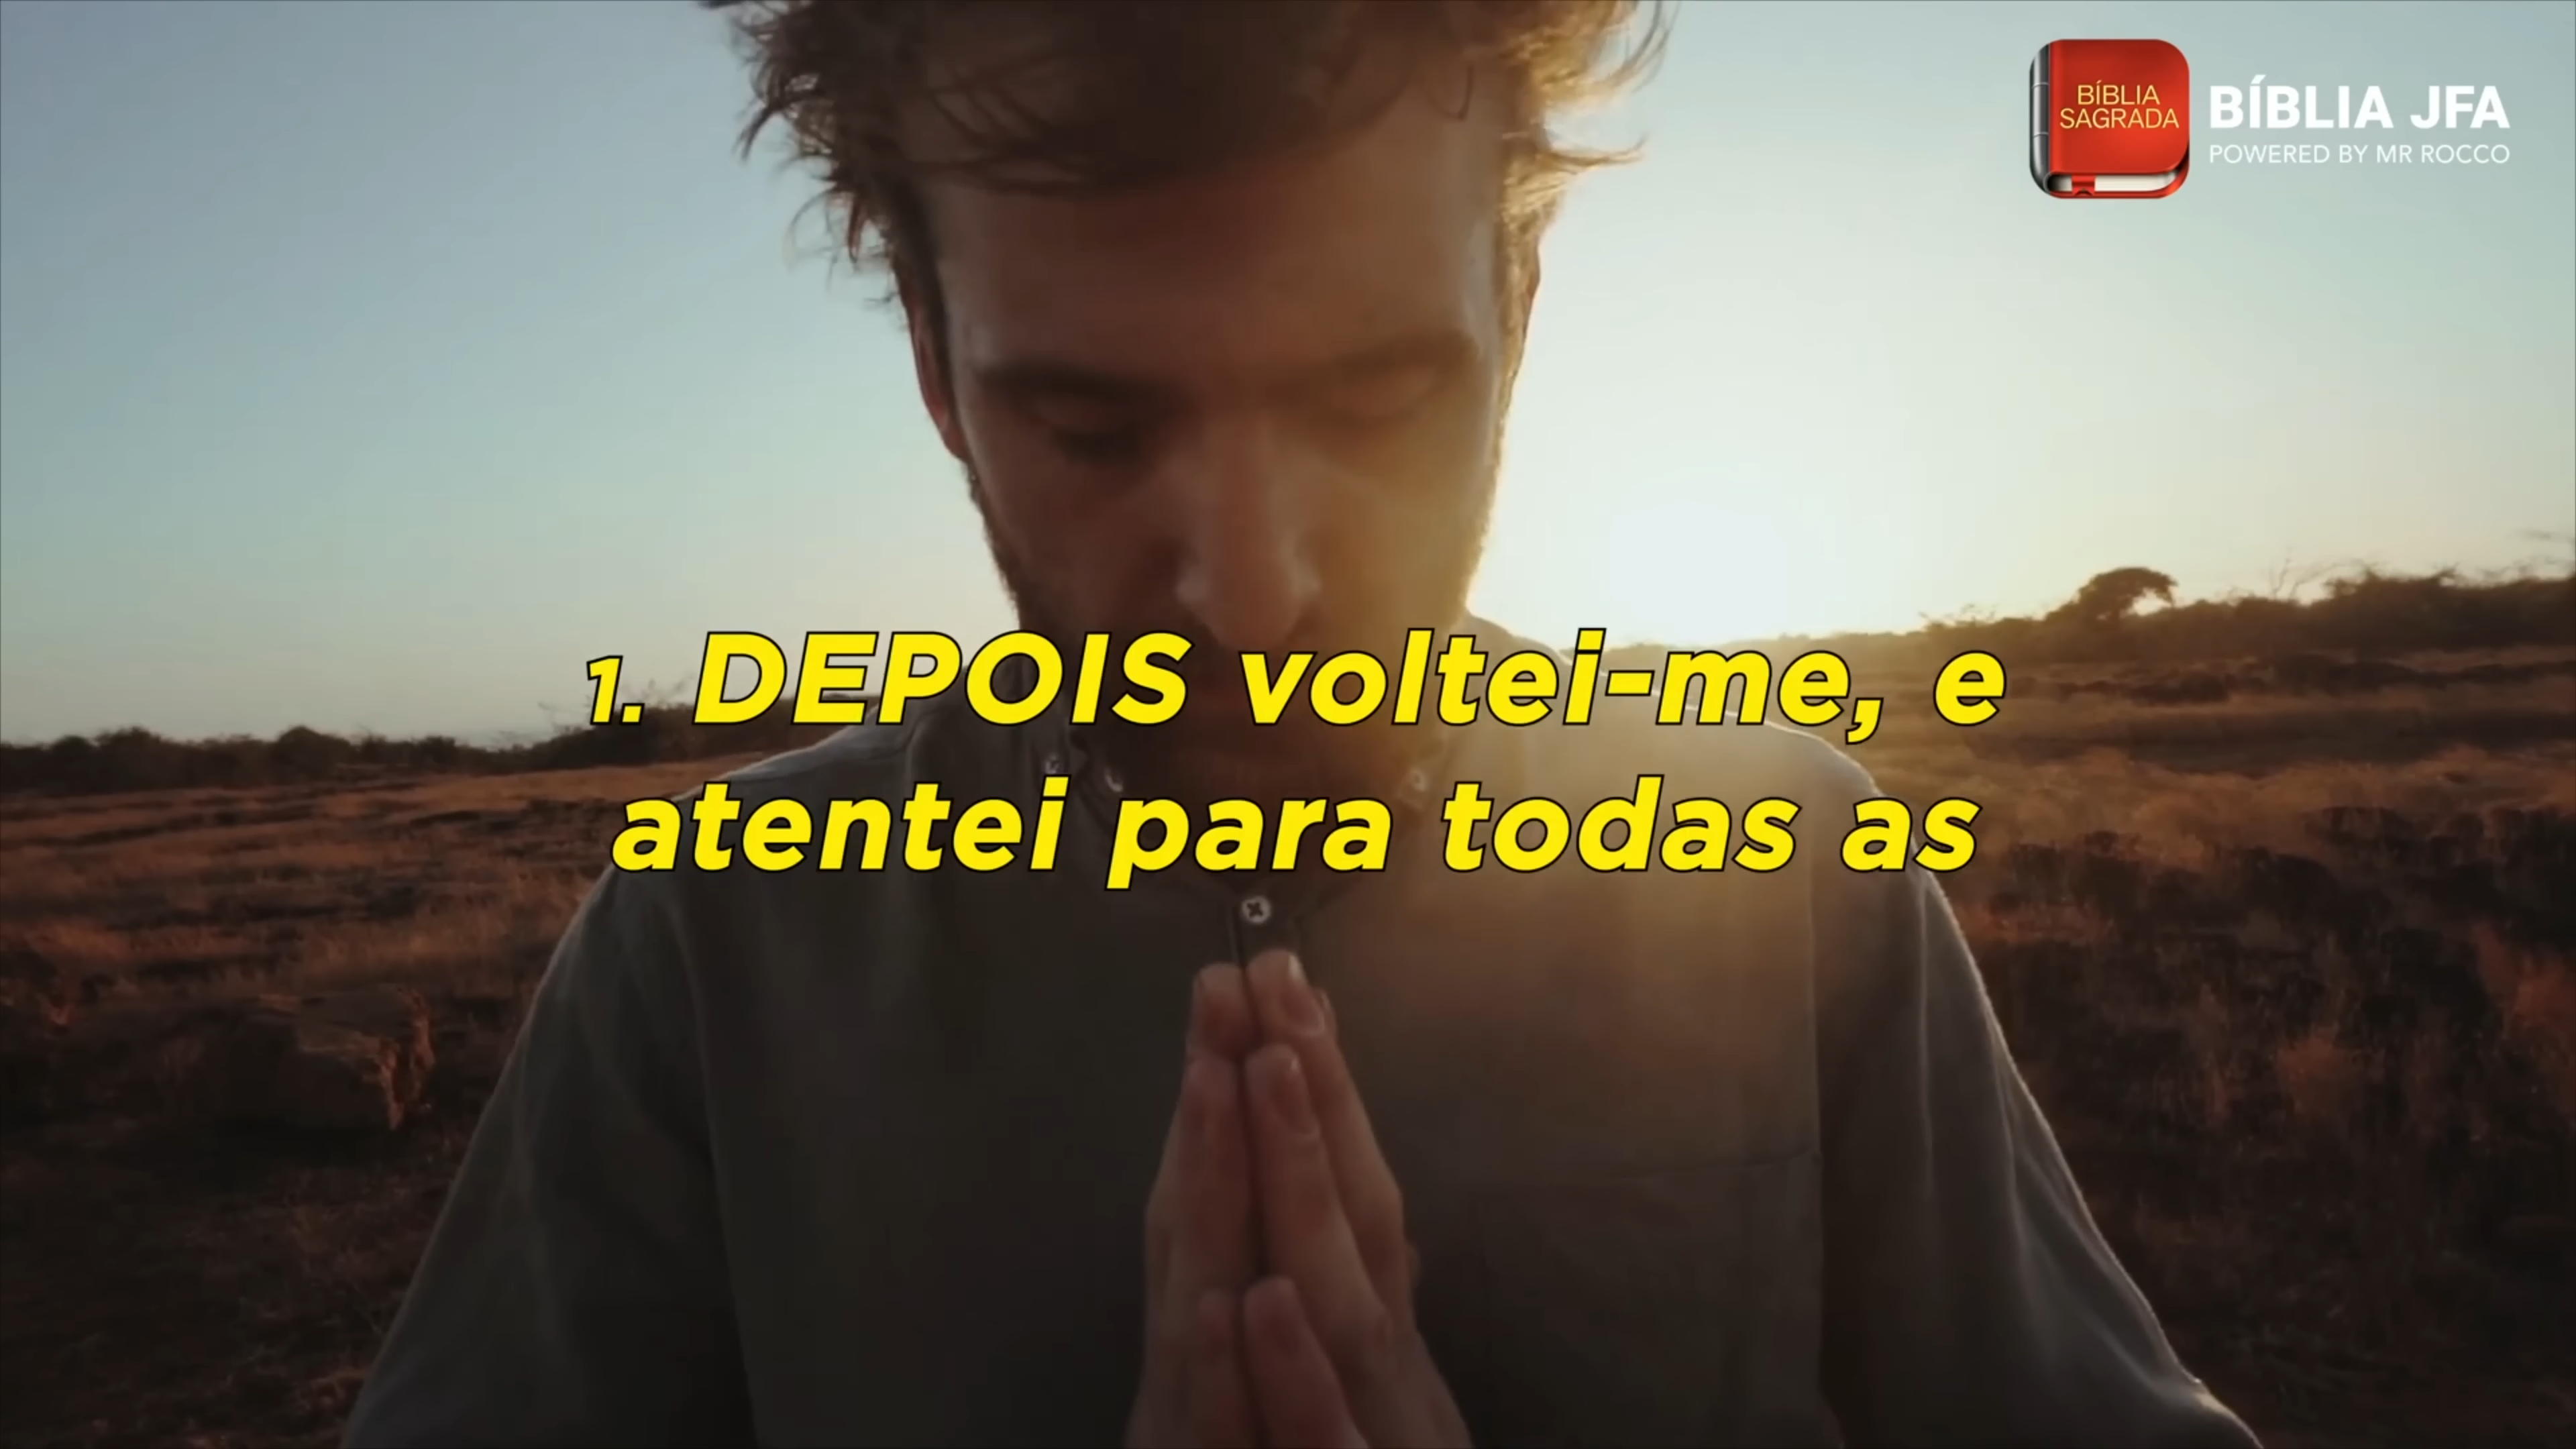 BÍBLIA
SAGRADA
BÍBLIA JFA
POWERED BY MR ROCCO
1. DEPOIS voltei-me, e
atentei para todas as